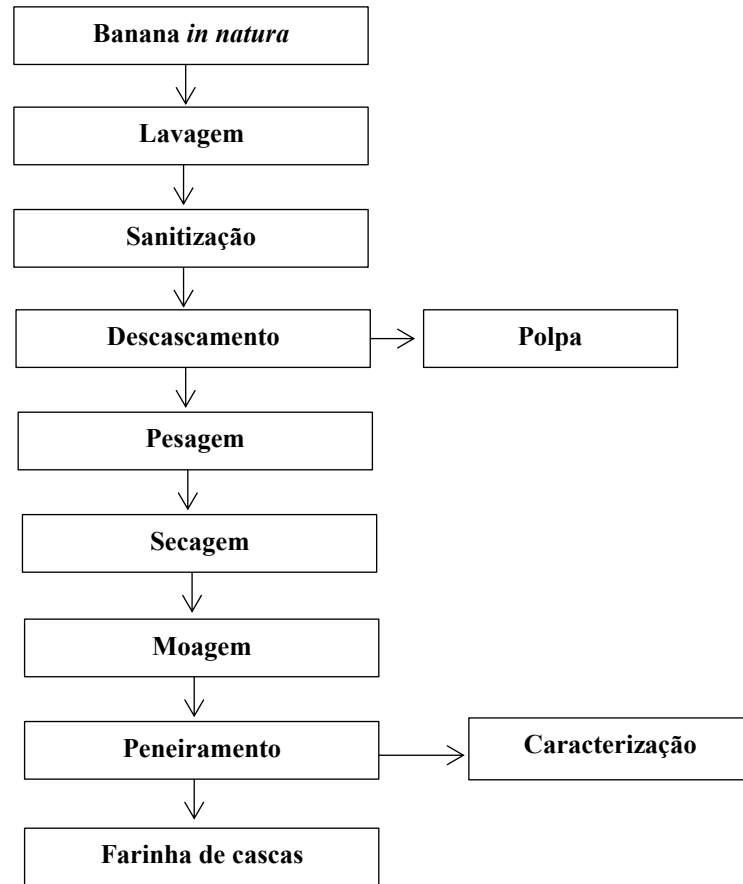 Banana in natura
Lavagem
Sanitização
Descascamento
Polpa
Pesagem
Secagem
Moagem
Peneiramento
Caracterização
Farinha de cascas